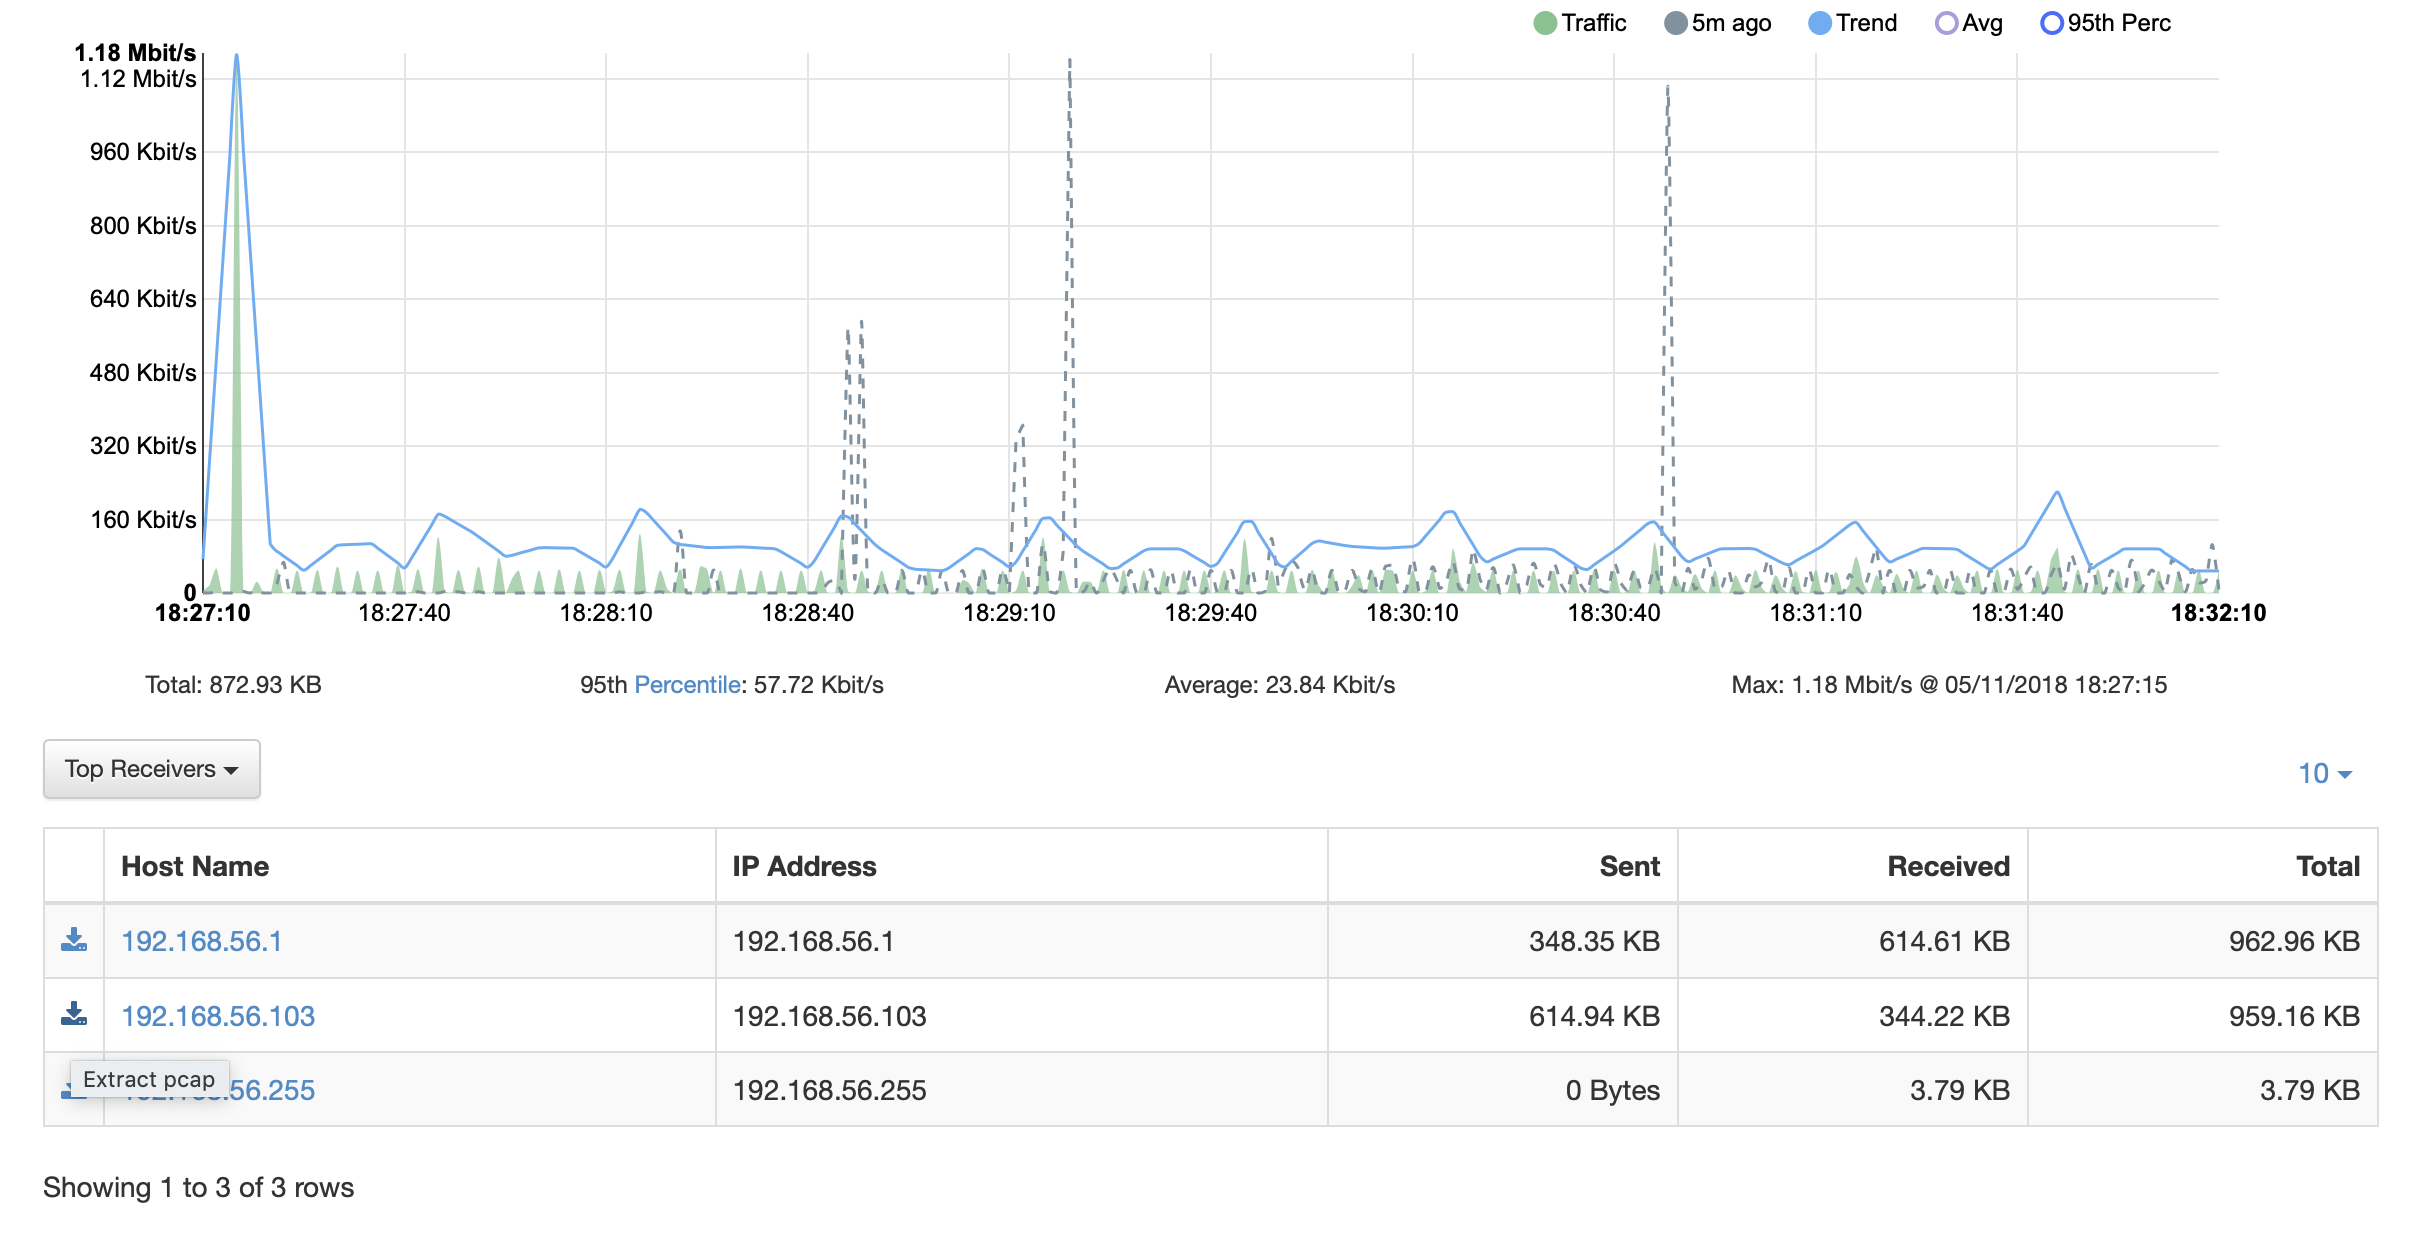 Traffic 5m ago Trend Avg 95th Perc
1.18 Mbit/s
1.12 Mbit/s
960 Kbit/s
800 Kbit/s
640 Kbit/s
480 Kbit/s
320 Kbit/s
160 Kbit/s
0
18:27:10 18:27:40 18:28:10 18:28:40 18:29:10 18:29:40 18:30:10 18:30:40 18:31:10 18:31:40 18:32:10
Total: 872.93 KB 95th Percentile: 57.72 Kbit/s Average: 23.84 Kbit/s Max: 1.18 Mbit/s @ 05/11/2018 18:27:15
Top Receivers 10
Host Name IP Address Sent Received Total
192.168.56.1 192.168.56.1 348.35 KB 614.61 KB 962.96 KB
192.168.56.103 192.168.56.103 614.94 KB 344.22 KB 959.16 KB
Extract pcap
.56.255 192.168.56.255 0 Bytes 3.79 KB 3.79 KB
Showing 1 to 3 of 3 rows